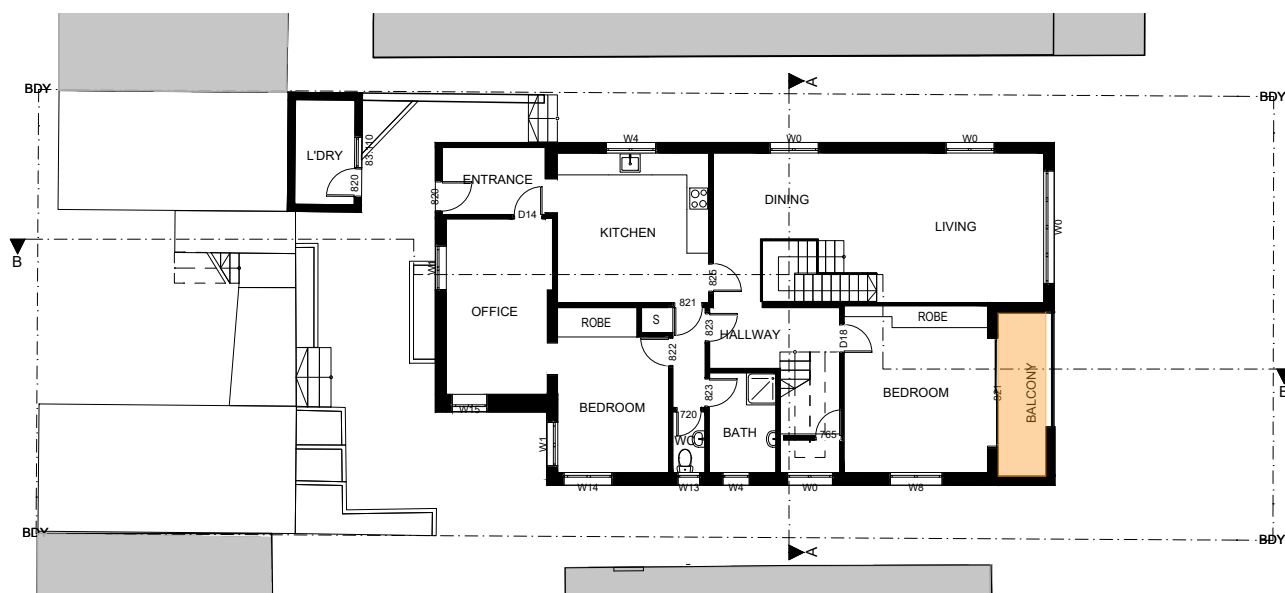 BDY
BDY
A
W4
W0
W0
L'DRY
820
ENTRANCE
820
D14
DINING
KITCHEN
LIVING
W0
B
OFFICE
825
821
ROBE
S
823
HALLWAY
822
D18
ROBE
BEDROOM
823
BEDROOM
821
BALCONY
W15
720
WC
BATH
765
W1
W14
W13
W4
W0
W8
BDY
BDY
A